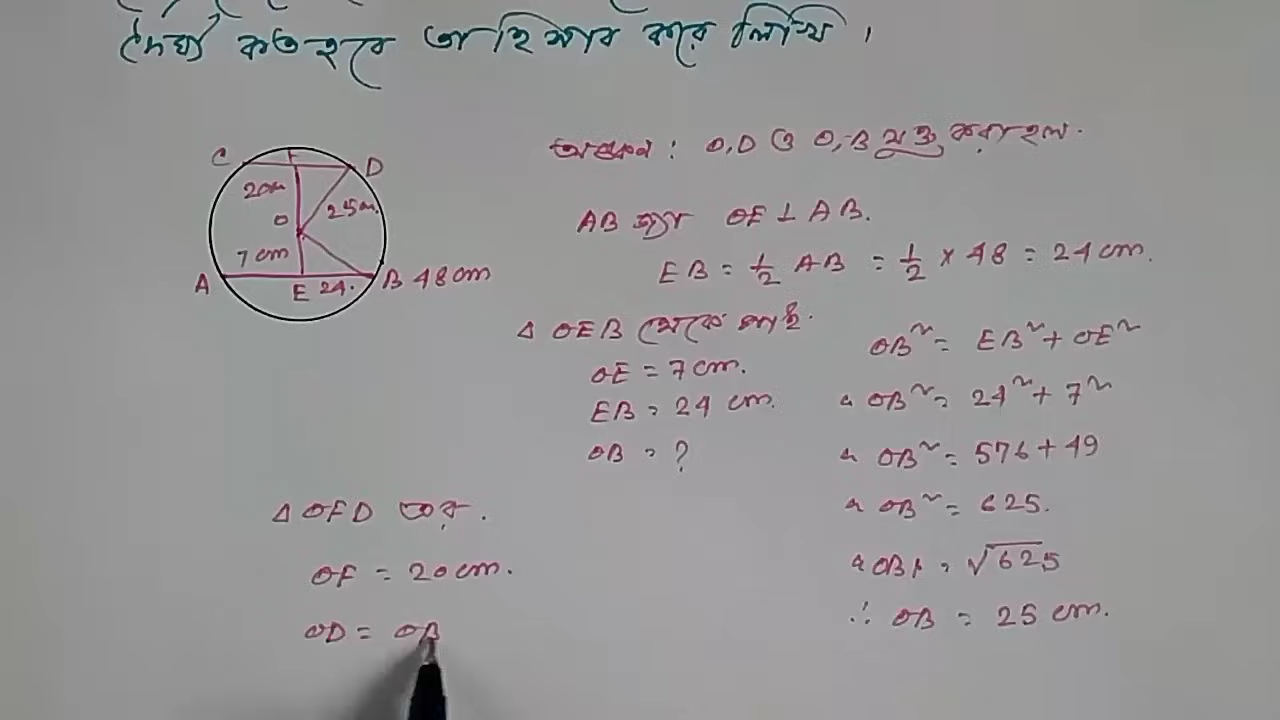 দৈর্ঘ্য কত হবে তা হিসাব করে লিখি।
C F D
20cm
25cm.
O
7cm
A E 24. B 48cm
অঙ্কন : O,D ও O,B যুক্ত করা হল.
AB জ্যা OE ⊥ AB.
EB = 1/2 AB = 1/2 × 48 = 24 cm.
Δ OEB থেকে পাই.
OE = 7cm.
EB = 24 cm.
OB = ?
OB² = EB² + OE²
বা OB² = 24² + 7²
বা OB² = 576 + 49
বা OB² = 625.
বা OB = √625
∴ OB = 25 cm.
Δ OFD এর.
OF = 20cm.
OD = OB